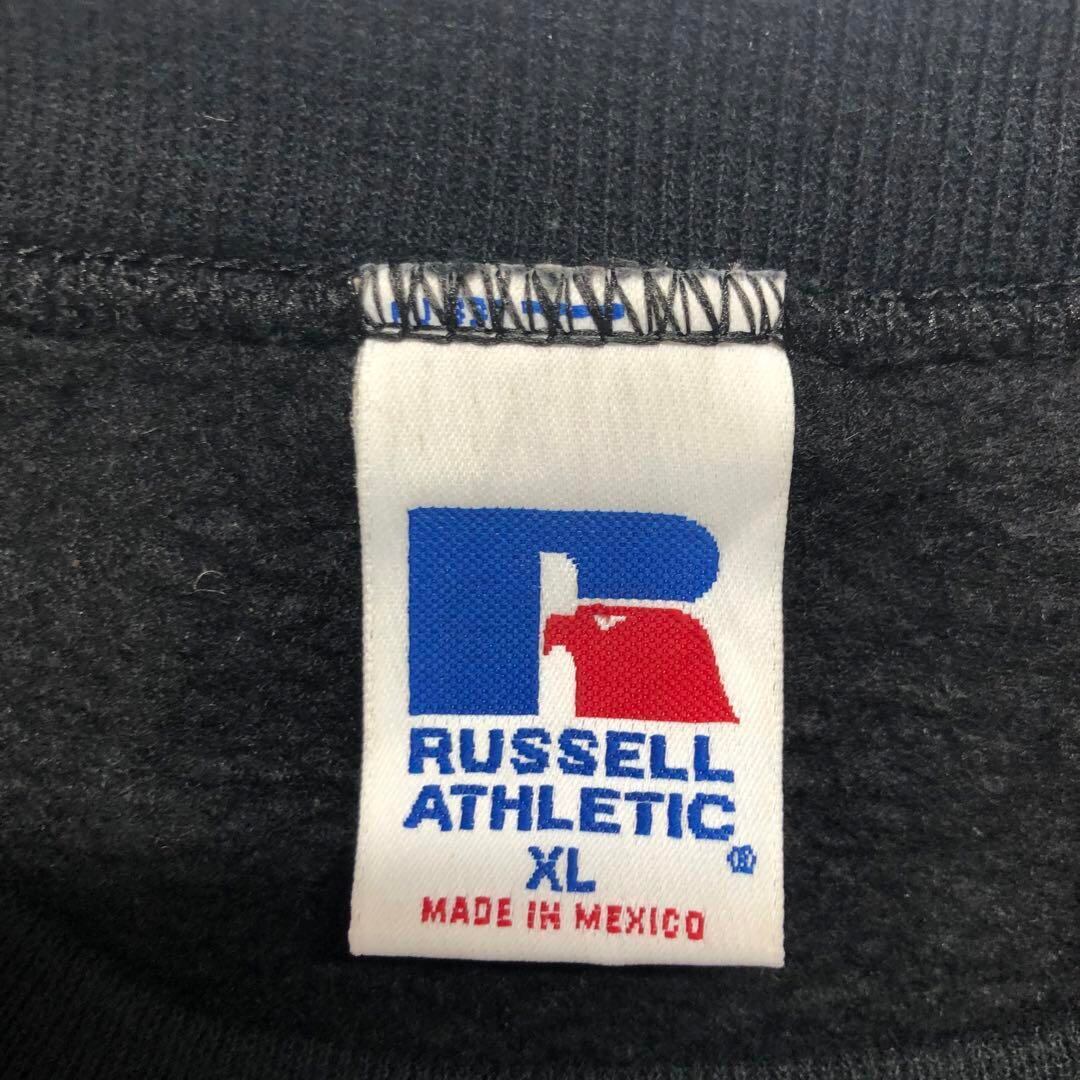 RUSSELL
ATHLETIC
®
XL
MADE IN MEXICO